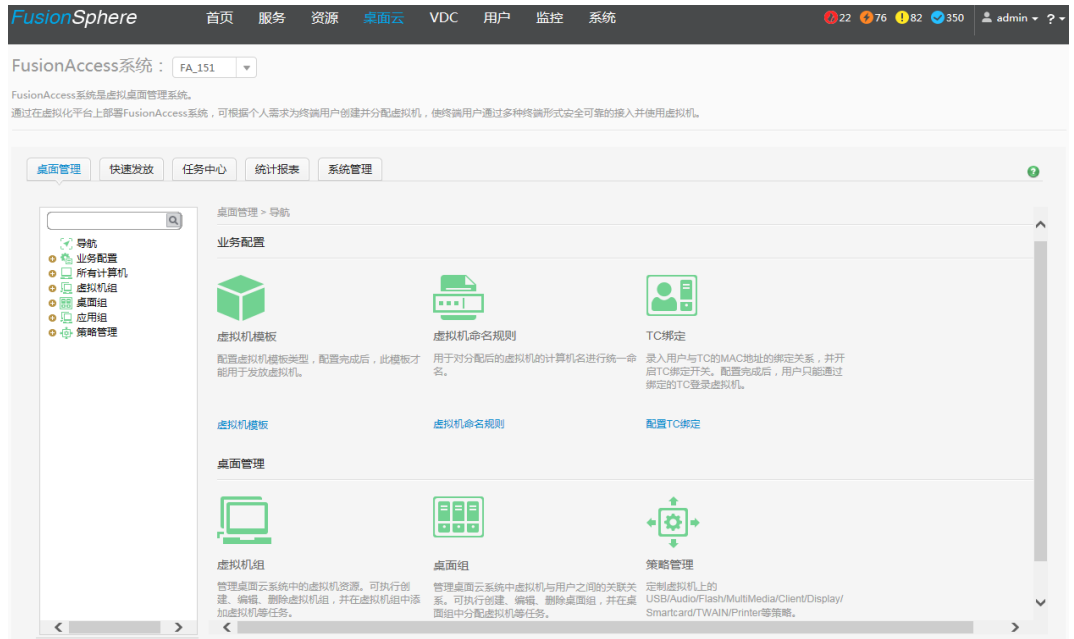 FusionSphere 首页 服务 资源 桌面云 VDC 用户 监控 系统 22 76 82 350 admin ?
FusionAccess系统： FA_151
FusionAccess系统是虚拟桌面管理系统。
通过在虚拟化平台上部署FusionAccess系统，可根据个人需求为终端用户创建并分配虚拟机，使终端用户通过多种终端形式安全可靠的接入并使用虚拟机。
桌面管理 快速发放 任务中心 统计报表 系统管理
导航
业务配置
所有计算机
虚拟机组
桌面组
应用组
策略管理
桌面管理 > 导航
业务配置
虚拟机模板
配置虚拟机模板类型，配置完成后，此模板才
能用于发放虚拟机。
虚拟机模板
虚拟机命名规则
用于对分配后的虚拟机的计算机名进行统一命
名。
虚拟机命名规则
TC绑定
录入用户与TC的MAC地址的绑定关系，并开
启TC绑定开关。配置完成后，用户只能通过
绑定的TC登录虚拟机。
配置TC绑定
桌面管理
虚拟机组
管理桌面云系统中的虚拟机资源。可执行创
建、编辑、删除虚拟机组，并在虚拟机组中添
加虚拟机等任务。
桌面组
管理桌面云系统中虚拟机与用户之间的关联关
系。可执行创建、编辑、删除桌面组，并在桌
面组中分配虚拟机等任务。
策略管理
定制虚拟机上的
USB/Audio/Flash/MultiMedia/Client/Display/
Smartcard/TWAIN/Printer等策略。